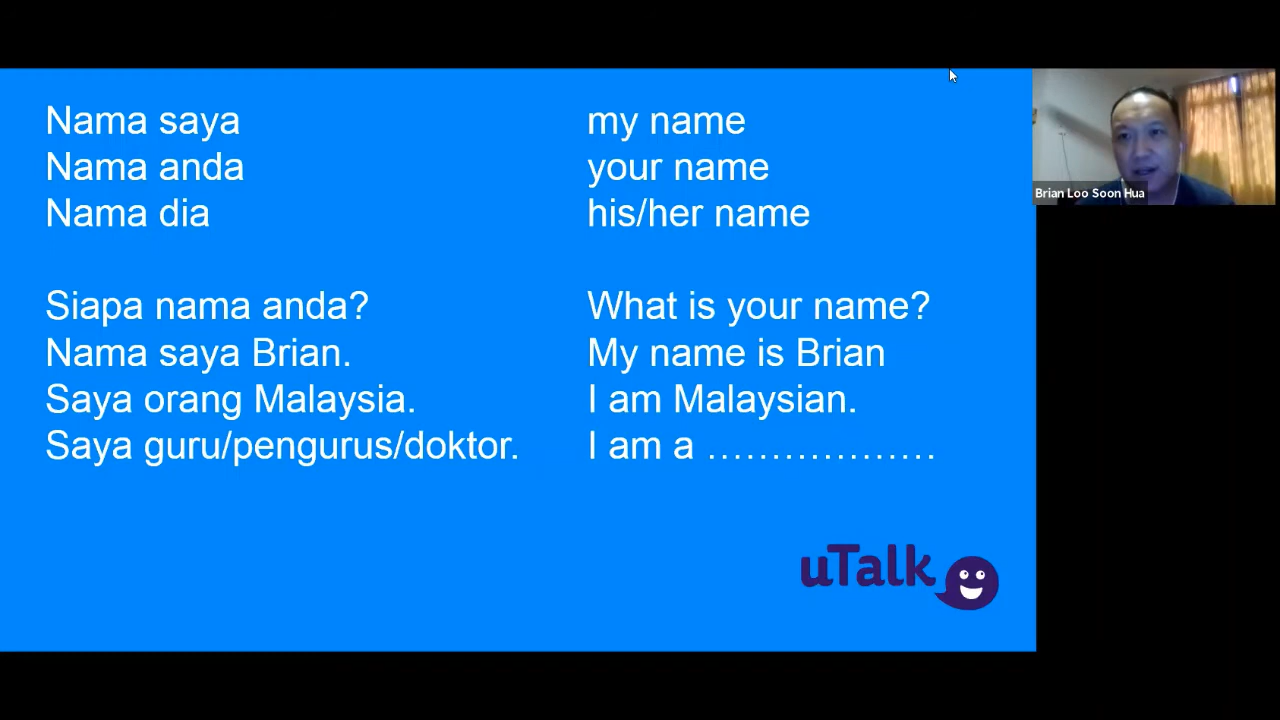 Nama saya
my name
Nama anda
your name
Nama dia
his/her name
Siapa nama anda?
What is your name?
Nama saya Brian.
My name is Brian
Saya orang Malaysia.
I am Malaysian.
Saya guru/pengurus/doktor.
I am a ………………
Brian Loo Soon Hua
uTalk